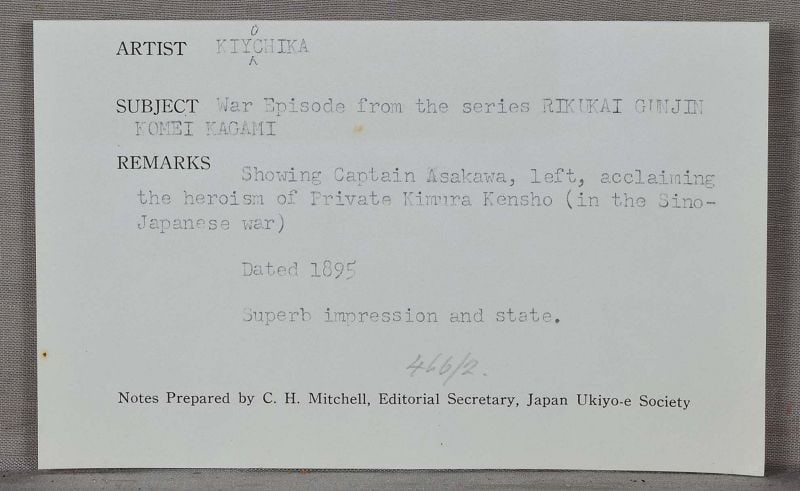 O
ARTIST KIYCHIKA
^
SUBJECT War Episode from the series RIKUKAI GUNJIN
KOMEI KAGAMI
REMARKS
Showing Captain Asakawa, left, acclaiming
the heroism of Private Kimura Kensho (in the Sino-
Japanese war)
Dated 1895
Superb impression and state.
466/2.
Notes Prepared by C. H. Mitchell, Editorial Secretary, Japan Ukiyo-e Society